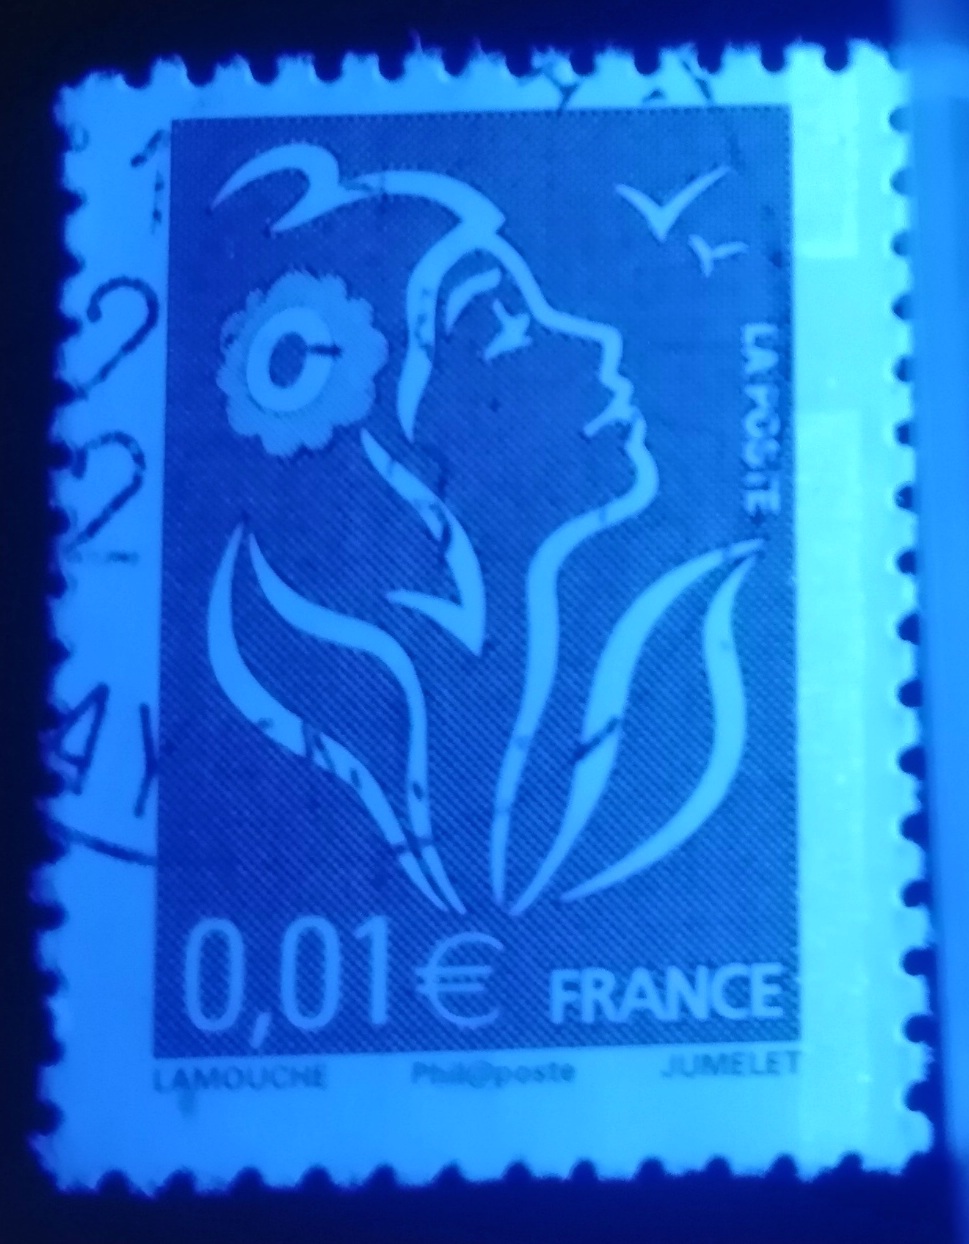 LA POSTE
0,01€ FRANCE
LAMOUCHE Phil@poste JUMELET